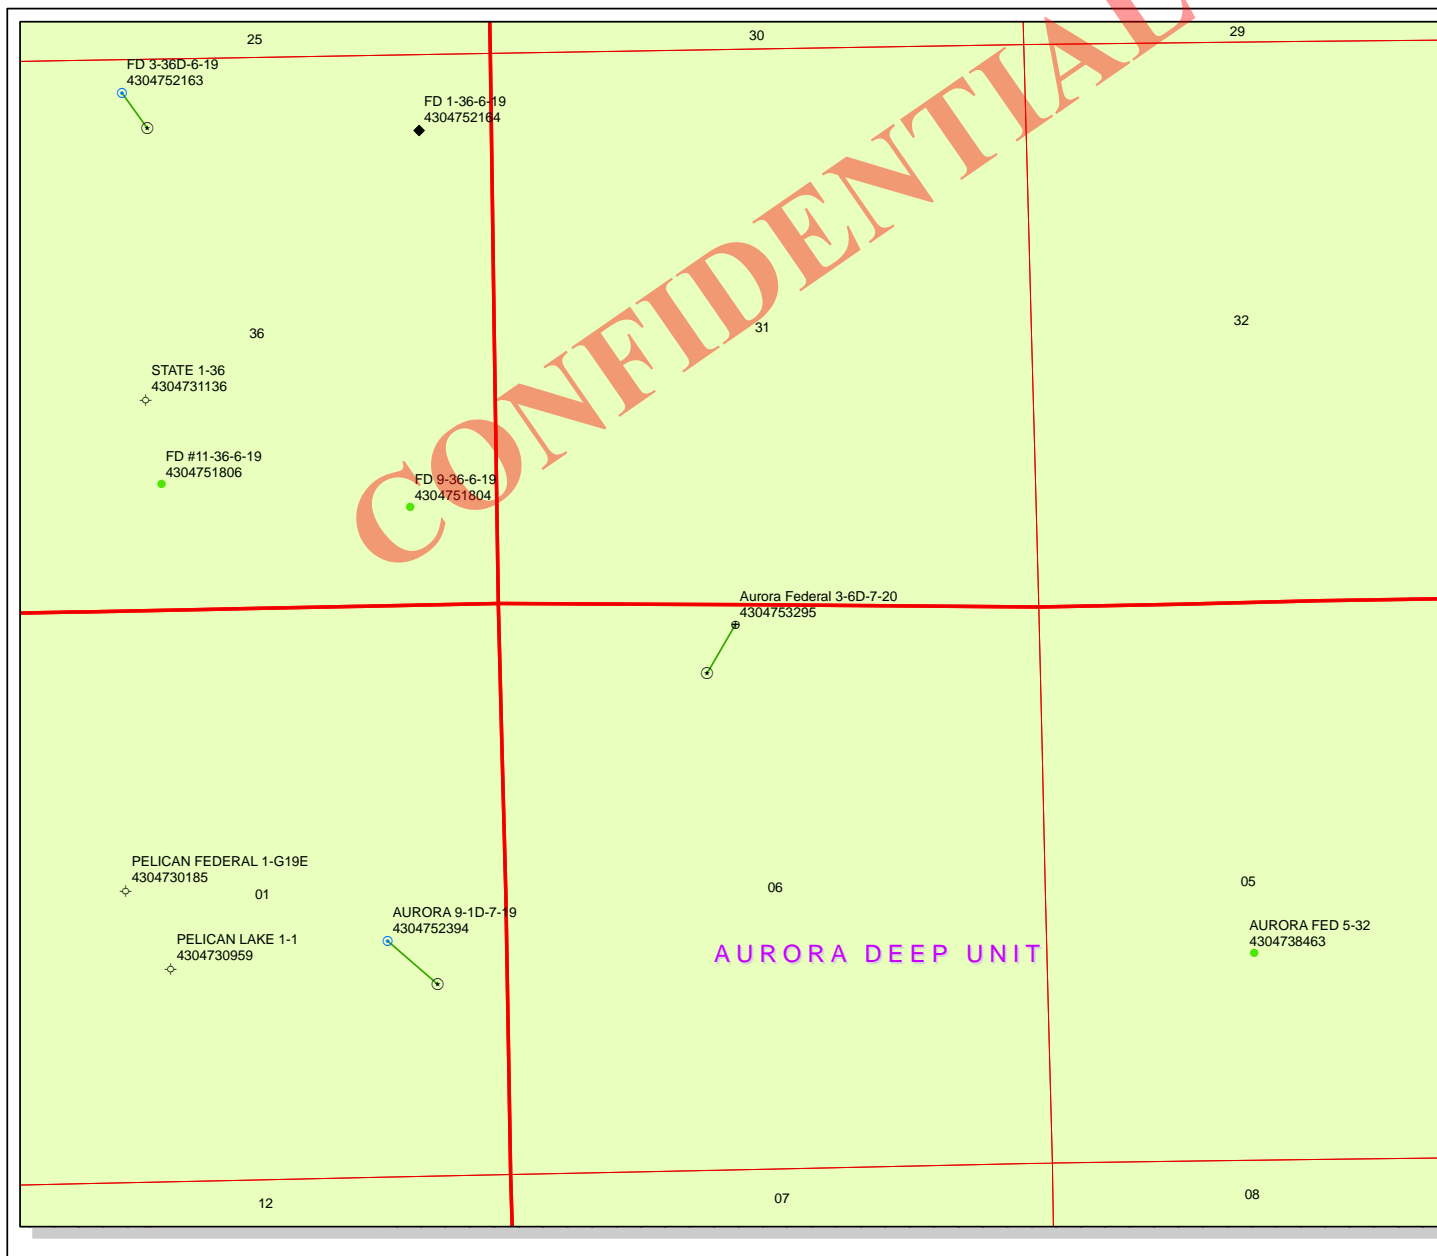 25
30
29
FD 3-36D-6-19
4304752163
FD 1-36-6-19
4304752164
CONFIDENTIAL
36
31
32
STATE 1-36
4304731136
FD #11-36-6-19
4304751806
FD 9-36-6-19
4304751804
Aurora Federal 3-6D-7-20
4304753295
PELICAN FEDERAL 1-G19E
4304730185
01
06
05
AURORA 9-1D-7-19
4304752394
AURORA FED 5-32
4304738463
PELICAN LAKE 1-1
4304730959
AURORA DEEP UNIT
12
07
08